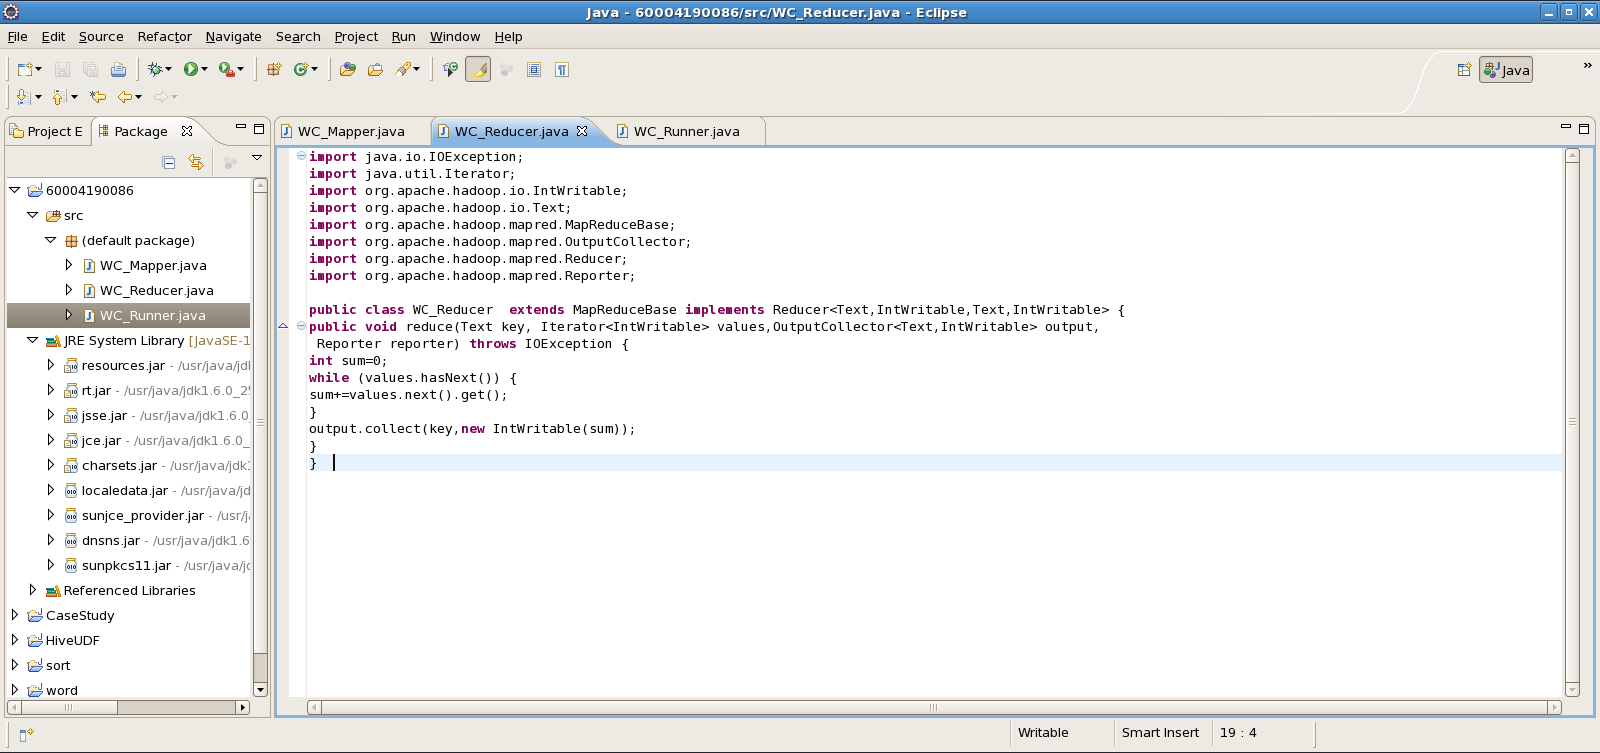 Java - 60004190086/src/WC_Reducer.java - Eclipse
File Edit Source Refactor Navigate Search Project Run Window Help
Java »
Project E Package
WC_Mapper.java WC_Reducer.java WC_Runner.java
60004190086
src
(default package)
WC_Mapper.java
WC_Reducer.java
WC_Runner.java
JRE System Library [JavaSE-1
resources.jar - /usr/java/jd
rt.jar - /usr/java/jdk1.6.0_2
jsse.jar - /usr/java/jdk1.6.0
jce.jar - /usr/java/jdk1.6.0_
charsets.jar - /usr/java/jdk
localedata.jar - /usr/java/jd
sunjce_provider.jar - /usr/j
dnsns.jar - /usr/java/jdk1.6
sunpkcs11.jar - /usr/java/j
Referenced Libraries
CaseStudy
HiveUDF
sort
word
import java.io.IOException;
import java.util.Iterator;
import org.apache.hadoop.io.IntWritable;
import org.apache.hadoop.io.Text;
import org.apache.hadoop.mapred.MapReduceBase;
import org.apache.hadoop.mapred.OutputCollector;
import org.apache.hadoop.mapred.Reducer;
import org.apache.hadoop.mapred.Reporter;
public class WC_Reducer  extends MapReduceBase implements Reducer<Text,IntWritable,Text,IntWritable> {
public void reduce(Text key, Iterator<IntWritable> values,OutputCollector<Text,IntWritable> output,
Reporter reporter) throws IOException {
int sum=0;
while (values.hasNext()) {
sum+=values.next().get();
}
output.collect(key,new IntWritable(sum));
}
}
Writable Smart Insert 19 : 4